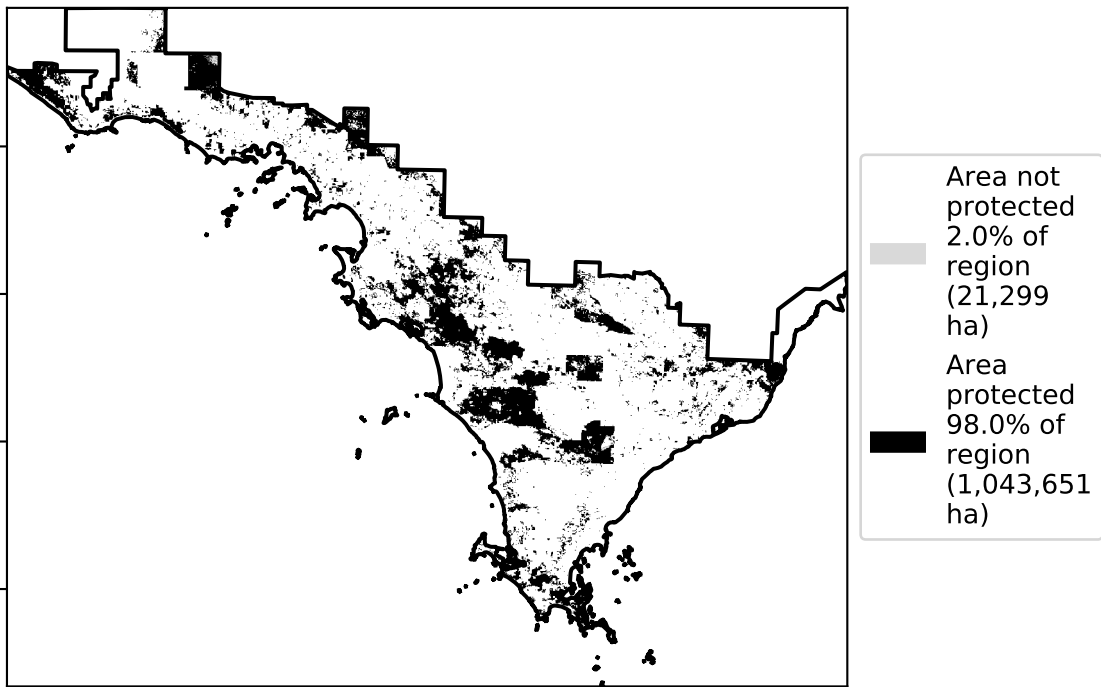 Area not
protected
2.0% of
region
(21,299
ha)
Area
protected
98.0% of
region
(1,043,651
ha)